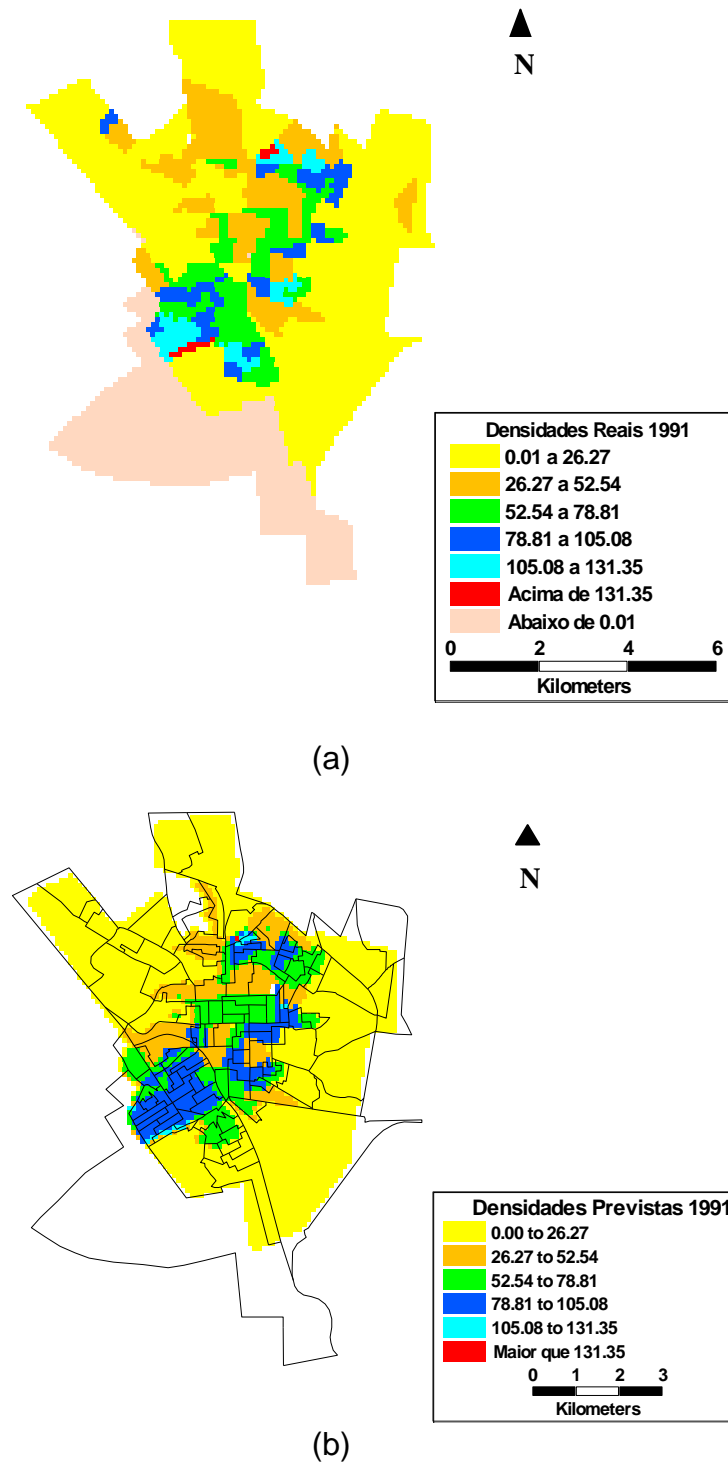 N
Densidades Reais 1991
0.01 a 26.27
26.27 a 52.54
52.54 a 78.81
78.81 a 105.08
105.08 a 131.35
Acima de 131.35
Abaixo de 0.01
0 2 4 6
Kilometers
(a)
N
Densidades Previstas 1991
0.00 to 26.27
26.27 to 52.54
52.54 to 78.81
78.81 to 105.08
105.08 to 131.35
Maior que 131.35
0 1 2 3
Kilometers
(b)